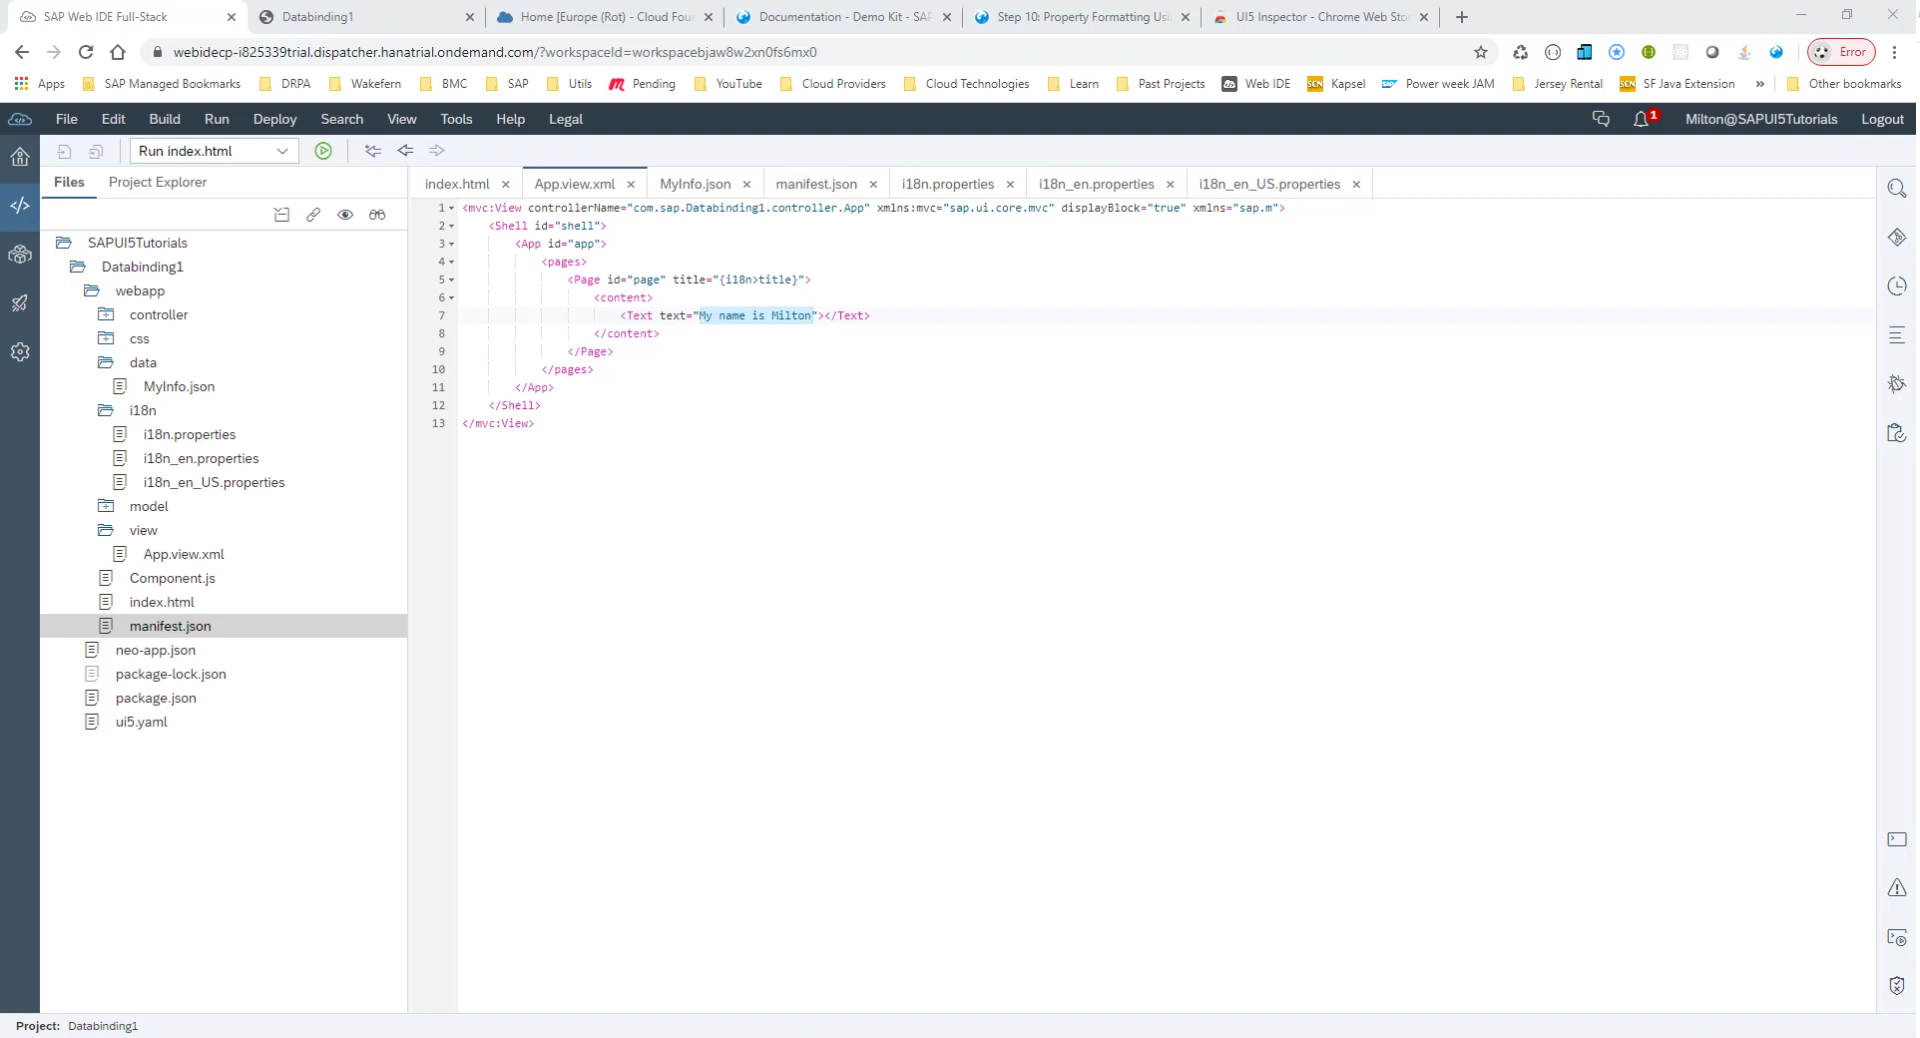 SAP Web IDE Full-Stack
Databinding1
Home [Europe (Rot) - Cloud Fou
Documentation - Demo Kit - SAP
Step 10: Property Formatting Usi
UI5 Inspector - Chrome Web Stor
webidecp-i825339trial.dispatcher.hanatrial.ondemand.com/?workspaceId=workspacebjaw8w2xn0fs6mx0
Error
Apps SAP Managed Bookmarks DRPA Wakefern BMC SAP Utils Pending YouTube Cloud Providers Cloud Technologies Learn Past Projects Web IDE Kapsel Power week JAM Jersey Rental SF Java Extension » Other bookmarks
File Edit Build Run Deploy Search View Tools Help Legal
1
Milton@SAPUI5Tutorials Logout
Run index.html
Files Project Explorer
SAPUI5Tutorials
Databinding1
webapp
controller
css
data
MyInfo.json
i18n
i18n.properties
i18n_en.properties
i18n_en_US.properties
model
view
App.view.xml
Component.js
index.html
manifest.json
neo-app.json
package-lock.json
package.json
ui5.yaml
index.html App.view.xml MyInfo.json manifest.json i18n.properties i18n_en.properties i18n_en_US.properties
1 <mvc:View controllerName="com.sap.Databinding1.controller.App" xmlns:mvc="sap.ui.core.mvc" displayBlock="true" xmlns="sap.m">
2 <Shell id="shell">
3 <App id="app">
4 <pages>
5 <Page id="page" title="{i18n>title}">
6 <content>
7 <Text text="My name is Milton"></Text>
8 </content>
9 </Page>
10 </pages>
11 </App>
12 </Shell>
13 </mvc:View>
Project: Databinding1